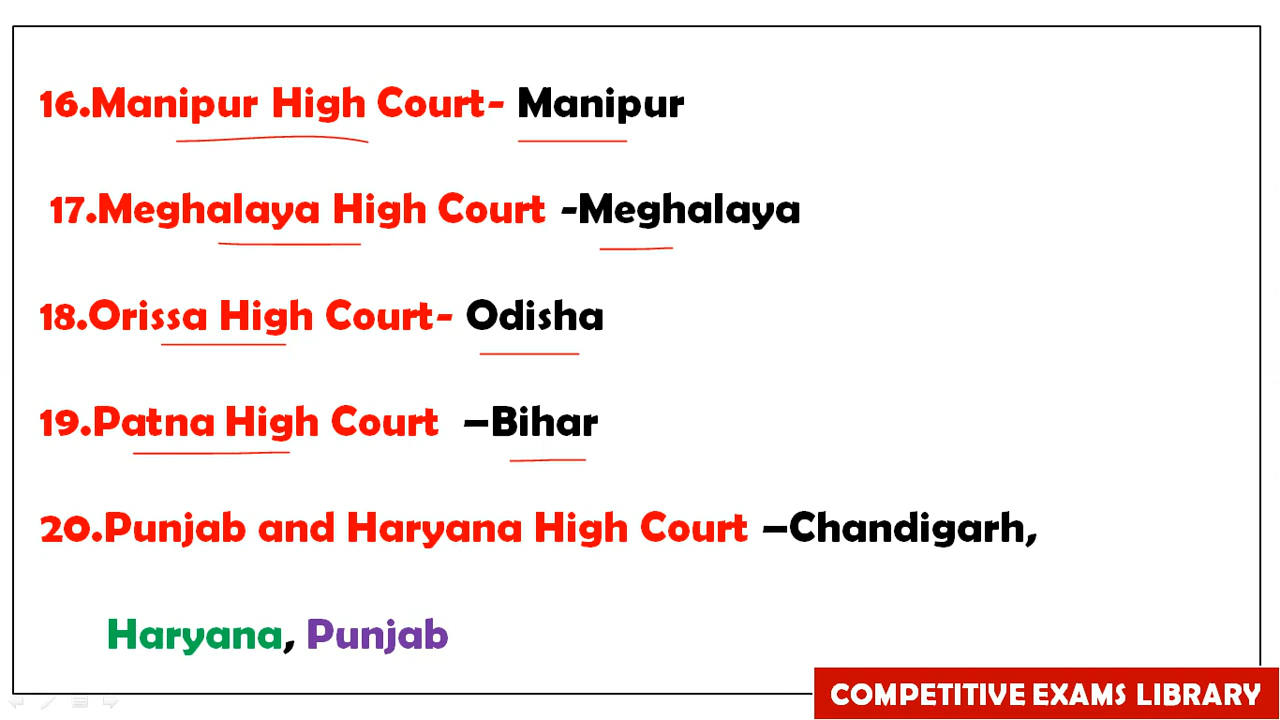 16.Manipur High Court- Manipur
17.Meghalaya High Court -Meghalaya
18.Orissa High Court- Odisha
19.Patna High Court –Bihar
20.Punjab and Haryana High Court –Chandigarh,
Haryana, Punjab
COMPETITIVE EXAMS LIBRARY